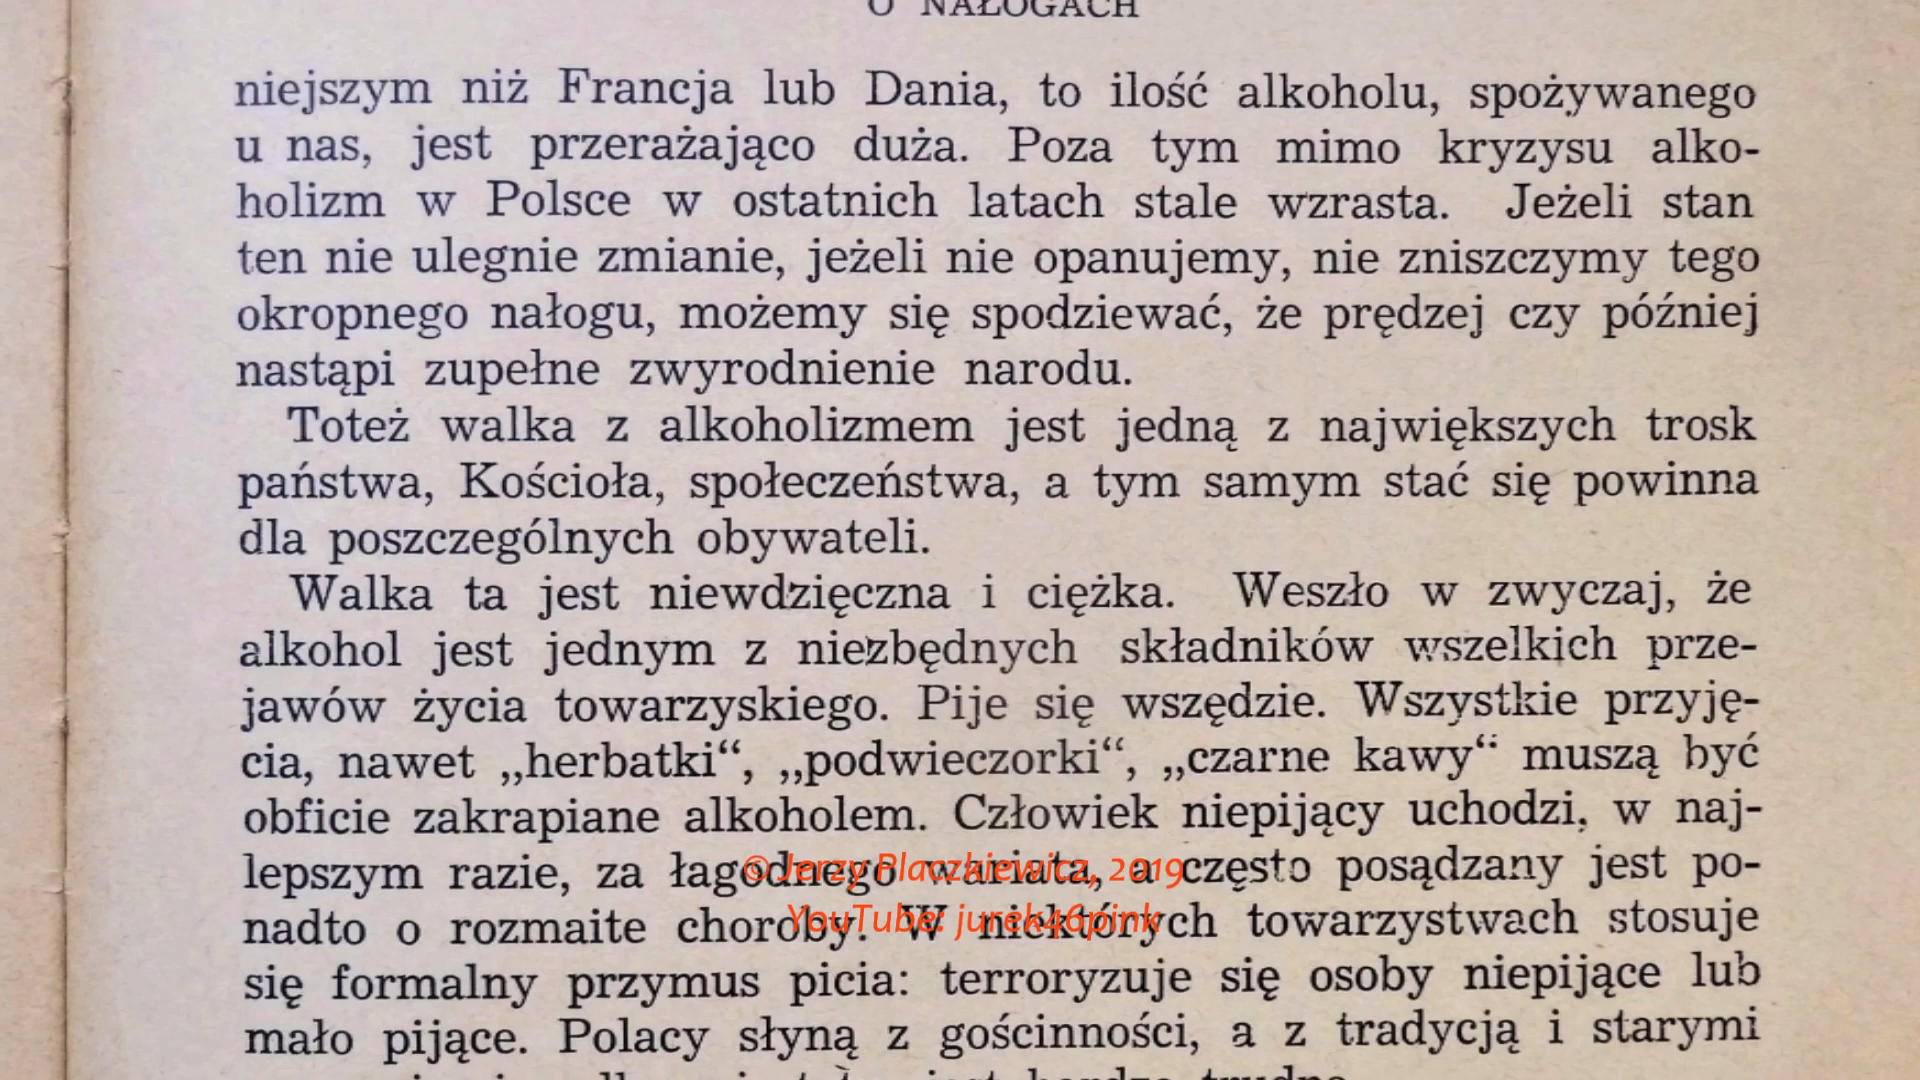 O NAŁOGACH
niejszym niż Francja lub Dania, to ilość alkoholu, spożywanego
u nas, jest przerażająco duża. Poza tym mimo kryzysu alko-
holizm w Polsce w ostatnich latach stale wzrasta. Jeżeli stan
ten nie ulegnie zmianie, jeżeli nie opanujemy, nie zniszczymy tego
okropnego nałogu, możemy się spodziewać, że prędzej czy później
nastąpi zupełne zwyrodnienie narodu.
Toteż walka z alkoholizmem jest jedną z największych trosk
państwa, Kościoła, społeczeństwa, a tym samym stać się powinna
dla poszczególnych obywateli.
Walka ta jest niewdzięczna i ciężka. Weszło w zwyczaj, że
alkohol jest jednym z niezbędnych składników wszelkich prze-
jawów życia towarzyskiego. Pije się wszędzie. Wszystkie przyję-
cia, nawet „herbatki“, „podwieczorki“, „czarne kawy“ muszą być
obficie zakrapiane alkoholem. Człowiek niepijący uchodzi, w naj-
lepszym razie, za łagodnego wariata, a często posądzany jest po-
nadto o rozmaite choroby. W niektórych towarzystwach stosuje
się formalny przymus picia: terroryzuje się osoby niepijące lub
mało pijące. Polacy słyną z gościnności, a z tradycją i starymi
© Jerzy Placzkiewicz, 2019
YouTube: jurek46pink